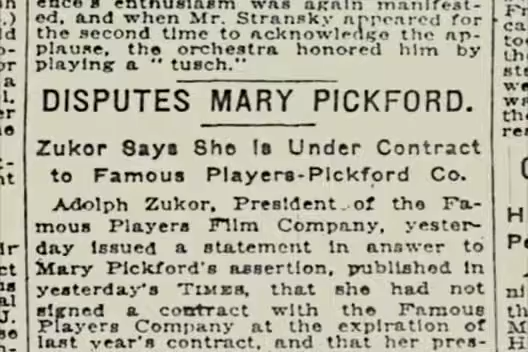 ence's enthusiasm was again manifest-
ed, and when Mr. Stransky appeared for
the second time to acknowledge the ap-
plause, the orchestra honored him by
playing a "tusch."
DISPUTES MARY PICKFORD.
Zukor Says She Is Under Contract
to Famous Players-Pickford Co.
Adolph Zukor, President of the Fa-
mous Players Film Company, yester-
day issued a statement in answer to
Mary Pickford's assertion, published in
yesterday's TIMES, that she had not
signed a contract with the Famous
Players Company at the expiration of
last year's contract, and that her pres-